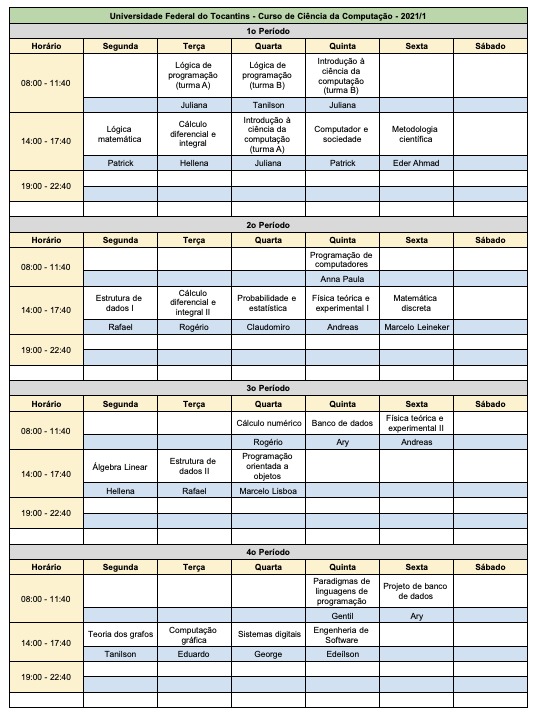 Universidade Federal do Tocantins - Curso de Ciência da Computação - 2021/1
1o Período
Horário Segunda Terça Quarta Quinta Sexta Sábado
08:00 - 11:40
Lógica de programação (turma A)
Lógica de programação (turma B)
Introdução à ciência da computação (turma B)
Juliana Tanilson Juliana
14:00 - 17:40
Lógica matemática
Cálculo diferencial e integral
Introdução à ciência da computação (turma A)
Computador e sociedade
Metodologia científica
Patrick Hellena Juliana Patrick Eder Ahmad
19:00 - 22:40
2o Período
Horário Segunda Terça Quarta Quinta Sexta Sábado
08:00 - 11:40
Programação de computadores
Anna Paula
14:00 - 17:40
Estrutura de dados I
Cálculo diferencial e integral II
Probabilidade e estatística
Física teórica e experimental I
Matemática discreta
Rafael Rogério Claudomiro Andreas Marcelo Leineker
19:00 - 22:40
3o Período
Horário Segunda Terça Quarta Quinta Sexta Sábado
08:00 - 11:40
Cálculo numérico
Banco de dados
Física teórica e experimental II
Rogério Ary Andreas
14:00 - 17:40
Álgebra Linear
Estrutura de dados II
Programação orientada a objetos
Hellena Rafael Marcelo Lisboa
19:00 - 22:40
4o Período
Horário Segunda Terça Quarta Quinta Sexta Sábado
08:00 - 11:40
Paradigmas de linguagens de programação
Projeto de banco de dados
Gentil Ary
14:00 - 17:40
Teoria dos grafos
Computação gráfica
Sistemas digitais
Engenharia de Software
Tanilson Eduardo George Edeilson
19:00 - 22:40